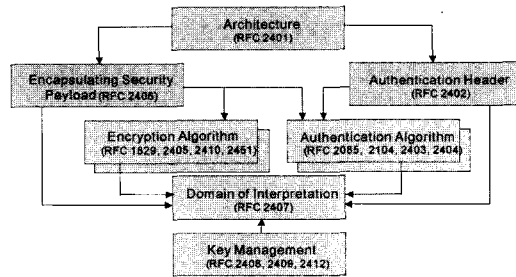 Architecture
(RFC 2401)
Encapsulating Security
Payload (RFC 2406)
Authentication Header
(RFC 2402)
Encryption Algorithm
(RFC 1829, 2405, 2410, 2451)
Authentication Algorithm
(RFC 2085, 2104, 2403, 2404)
Domain of Interpretation
(RFC 2407)
Key Management
(RFC 2408, 2409, 2412)